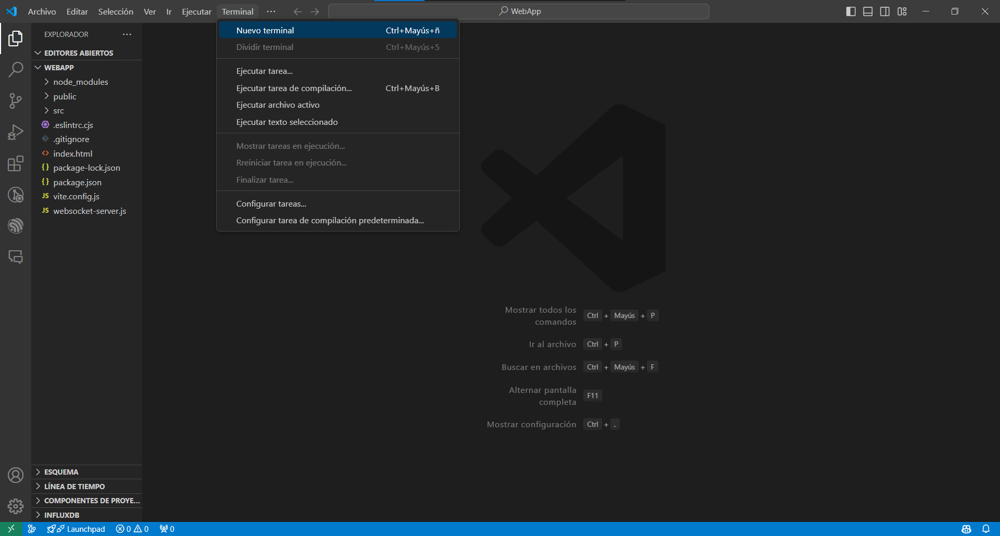 Archivo Editar Selección Ver Ir Ejecutar Terminal ··· WebApp
EXPLORADOR ···
EDITORES ABIERTOS
WEBAPP
node_modules
public
src
.eslintrc.cjs
.gitignore
index.html
package-lock.json
package.json
JS vite.config.js
JS websocket-server.js
Nuevo terminal Ctrl+Mayús+ñ
Dividir terminal Ctrl+Mayús+5
Ejecutar tarea...
Ejecutar tarea de compilación... Ctrl+Mayús+B
Ejecutar archivo activo
Ejecutar texto seleccionado
Mostrar tareas en ejecución...
Rreiniciar tarea en ejecución...
Finalizar tarea...
Configurar tareas...
Configurar tarea de compilación predeterminada...
Mostrar todos los
comandos Ctrl + Mayús + P
Ir al archivo Ctrl + P
Buscar en archivos Ctrl + Mayús + F
Alternar pantalla
completa F11
Mostrar configuración Ctrl + ,
ESQUEMA
LÍNEA DE TIEMPO
COMPONENTES DE PROYE...
INFLUXDB
Launchpad 0 0 0